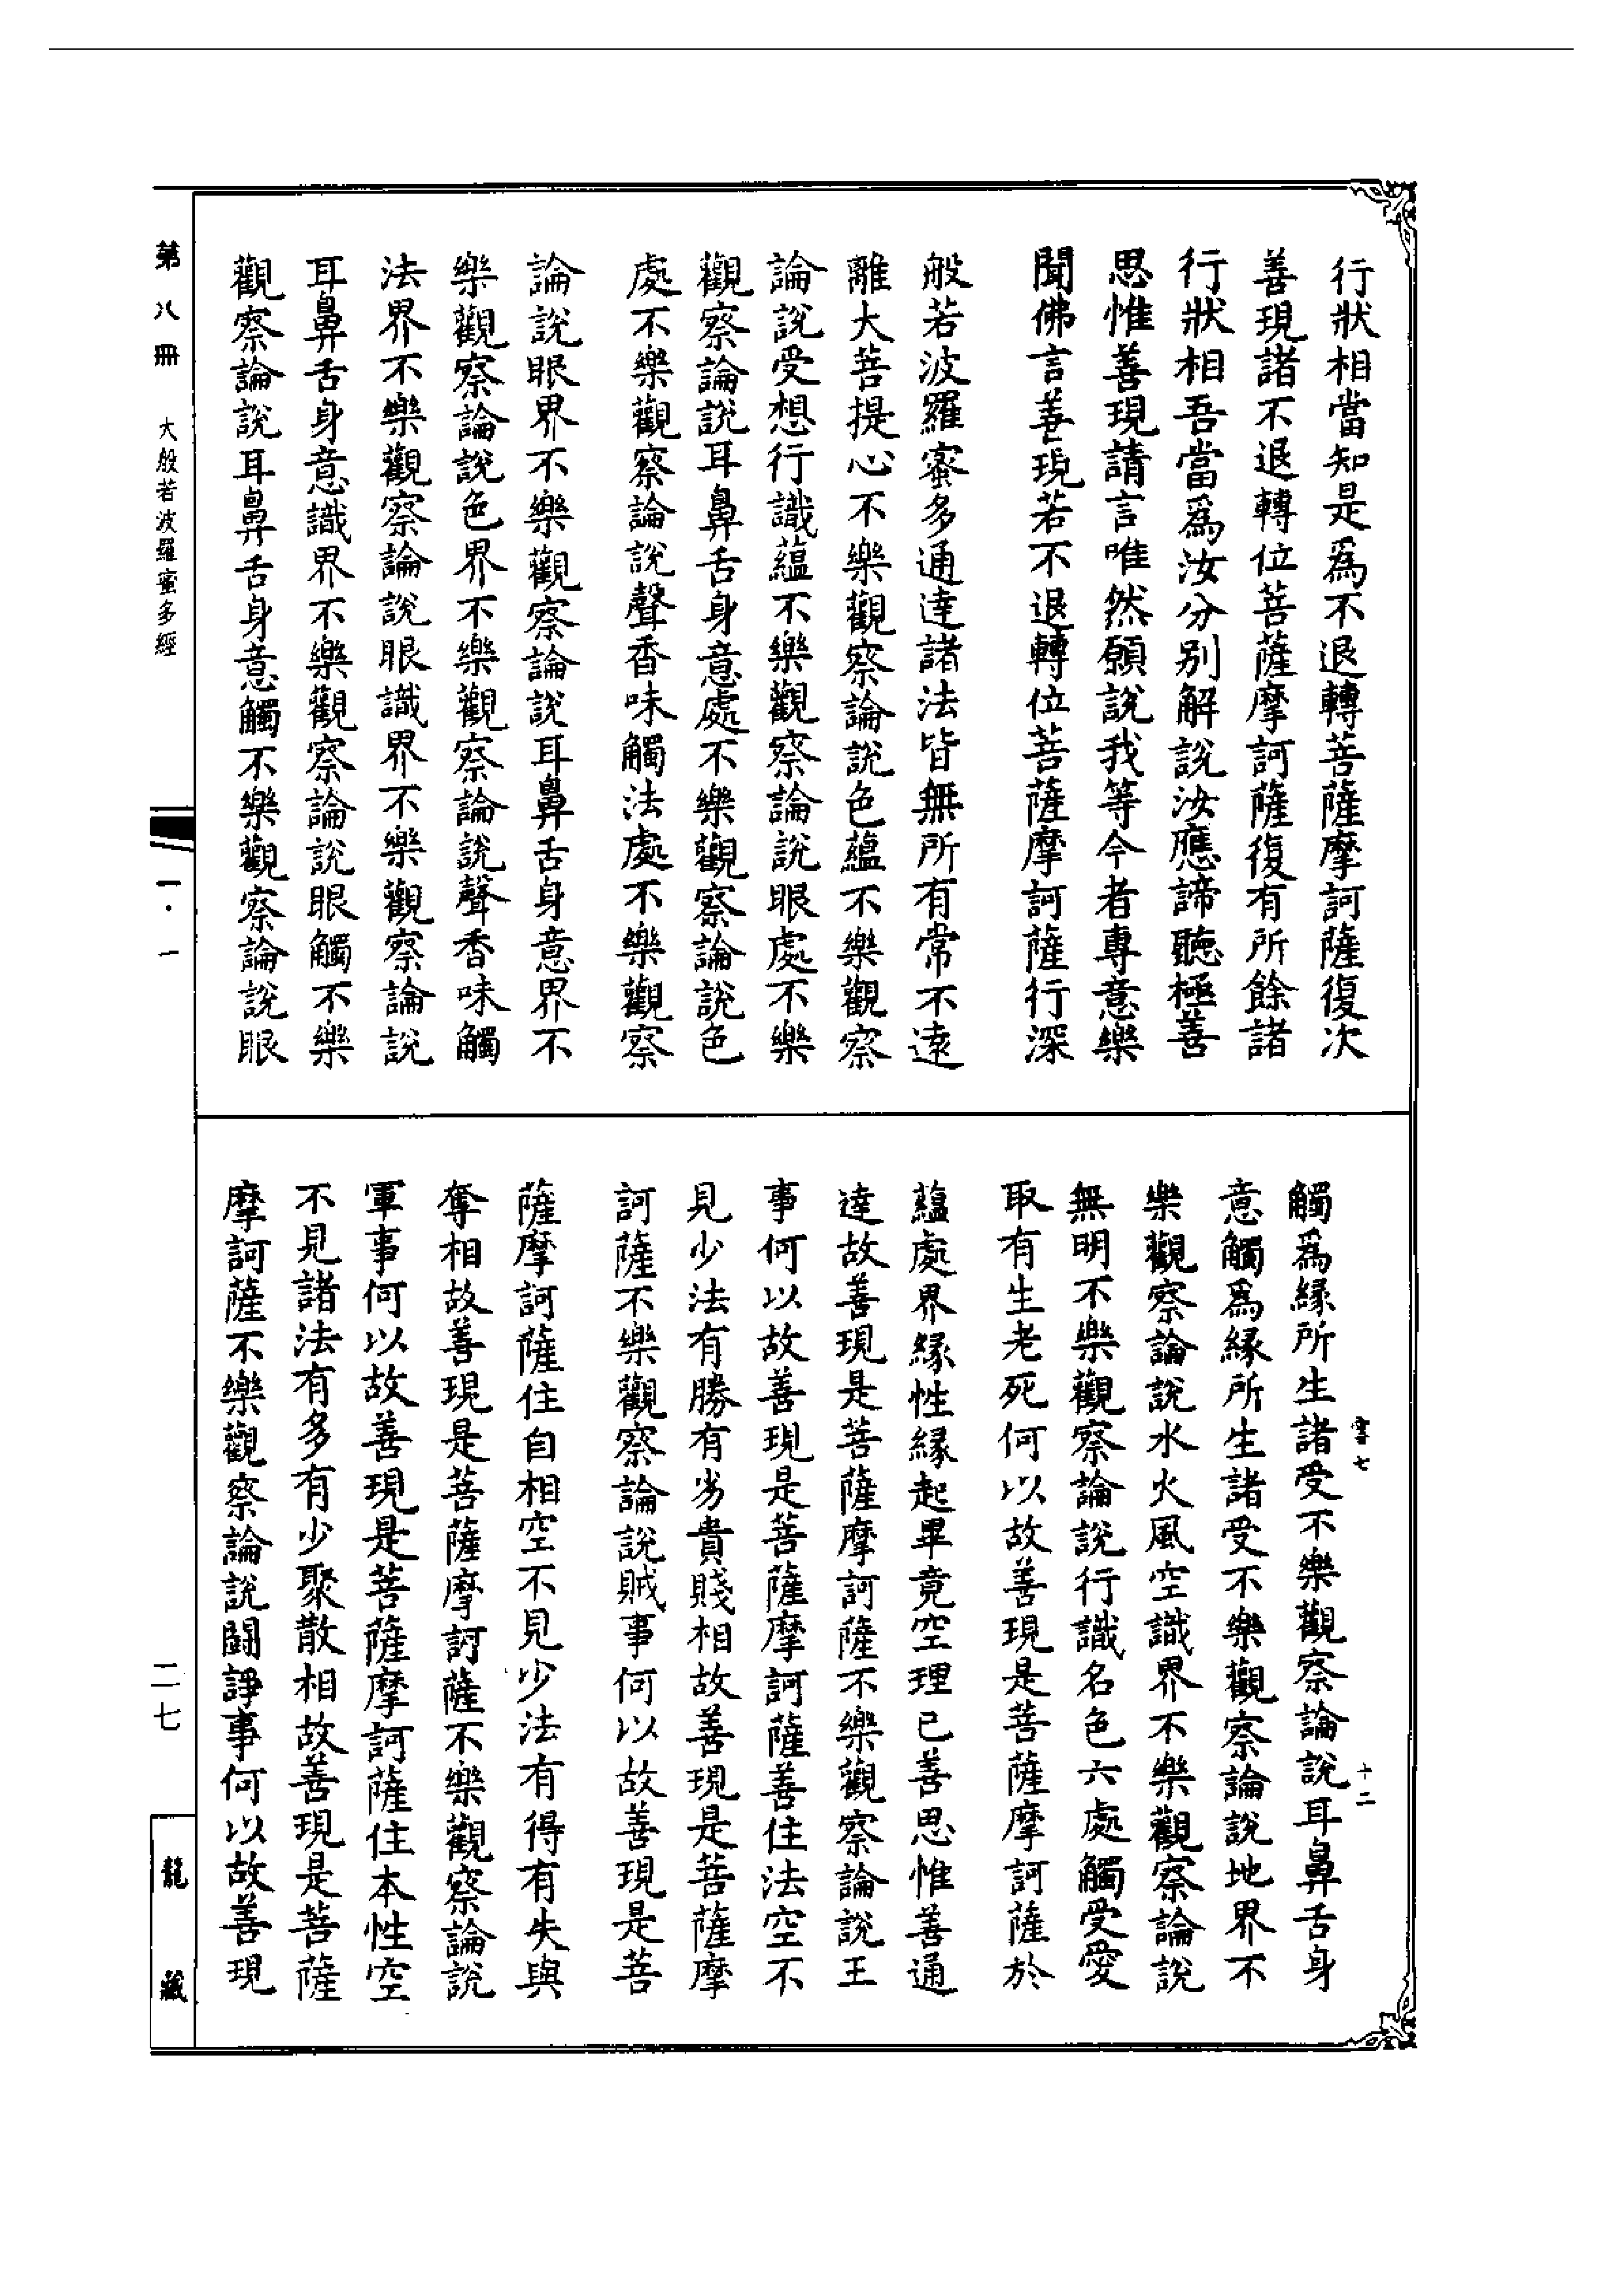 行狀相當知是爲不退轉菩薩摩訶薩復次
善現諸不退轉位菩薩摩訶薩復有所餘諸
行狀相吾當爲汝分別解說汝應諦聽極善
思惟善現請言唯然願說我等今者專意樂
聞佛言善現若不退轉位菩薩摩訶薩行深
般若波羅蜜多通達諸法皆無所有常不遠
離大菩提心不樂觀察論說色蘊不樂觀察
論說受想行識蘊不樂觀察論說眼處不樂
觀察論說耳鼻舌身意處不樂觀察論說色
處不樂觀察論說聲香味觸法處不樂觀察
論說眼界不樂觀察論說耳鼻舌身意界不
樂觀察論說色界不樂觀察論說聲香味觸
法界不樂觀察論說眼識界不樂觀察論說
耳鼻舌身意識界不樂觀察論說眼觸不樂
觀察論說耳鼻舌身意觸不樂觀察論說眼
觸爲緣所生諸受不樂觀察論說耳鼻舌身
意觸爲緣所生諸受不樂觀察論說地界不
樂觀察論說水火風空識界不樂觀察論說
無明不樂觀察論說行識名色六處觸受愛
取有生老死何以故善現是菩薩摩訶薩於
蘊處界緣性緣起畢竟空理已善思惟善通
達故善現是菩薩摩訶薩不樂觀察論說王
事何以故善現是菩薩摩訶薩善住法空不
見少法有勝有劣貴賤相故善現是菩薩摩
訶薩不樂觀察論說賊事何以故善現是菩
薩摩訶薩住自相空不見少法有得有失與
奪相故善現是菩薩摩訶薩不樂觀察論說
軍事何以故善現是菩薩摩訶薩住本性空
不見諸法有多有少聚散相故善現是菩薩
摩訶薩不樂觀察論說鬪諍事何以故善現
十二
第八冊 大般若波羅蜜多經
一·一
二七
龍藏